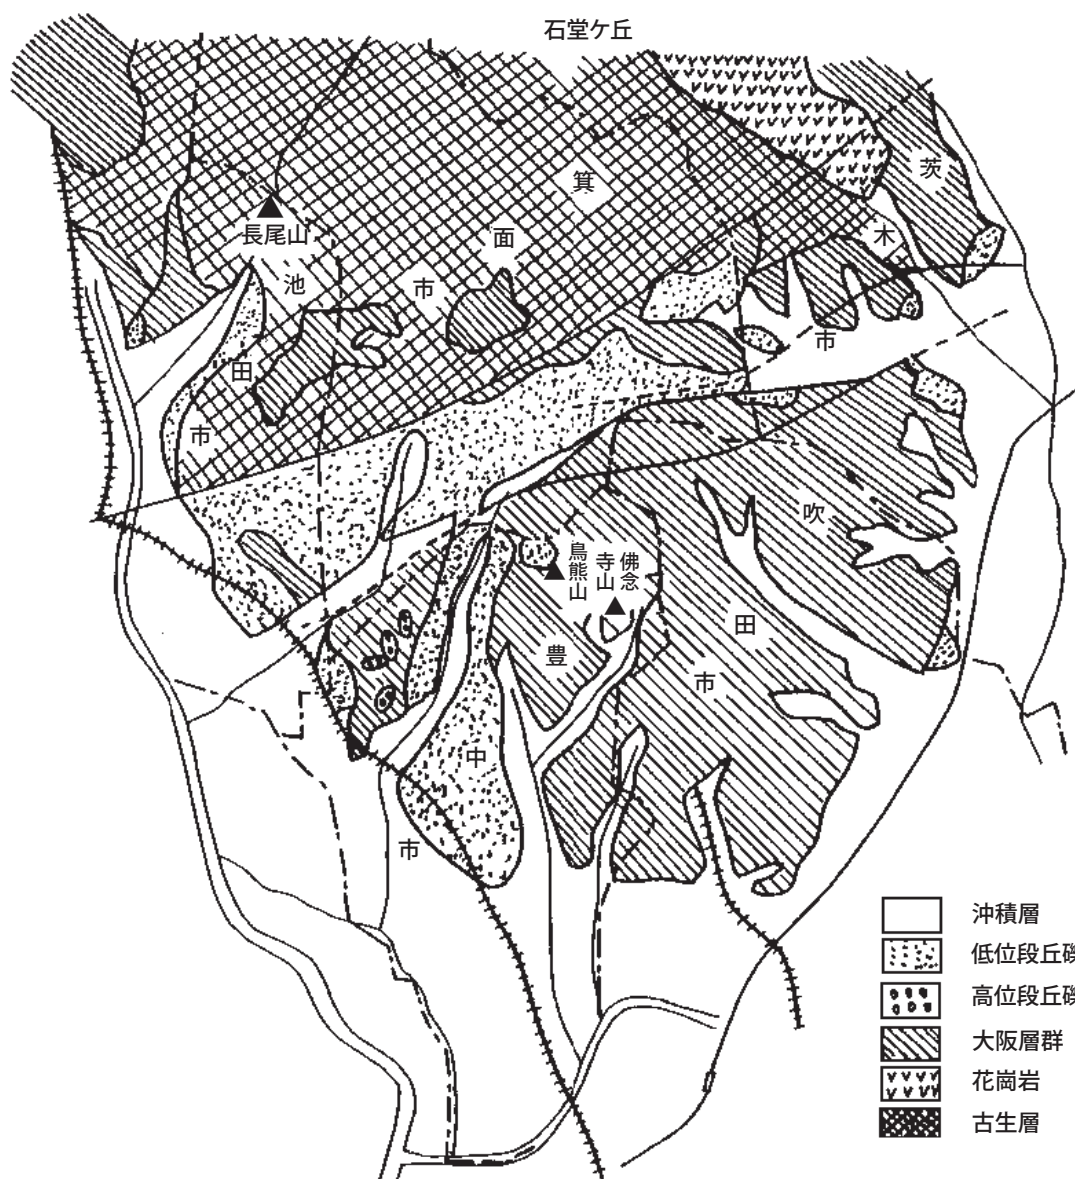 石堂ケ丘
茨
木
市
箕
面
市
長尾山
池
田
市
吹
田
市
鳥熊山
佛念
寺山
豊
中
市
沖積層
低位段丘礫
高位段丘礫
大阪層群
花崗岩
古生層